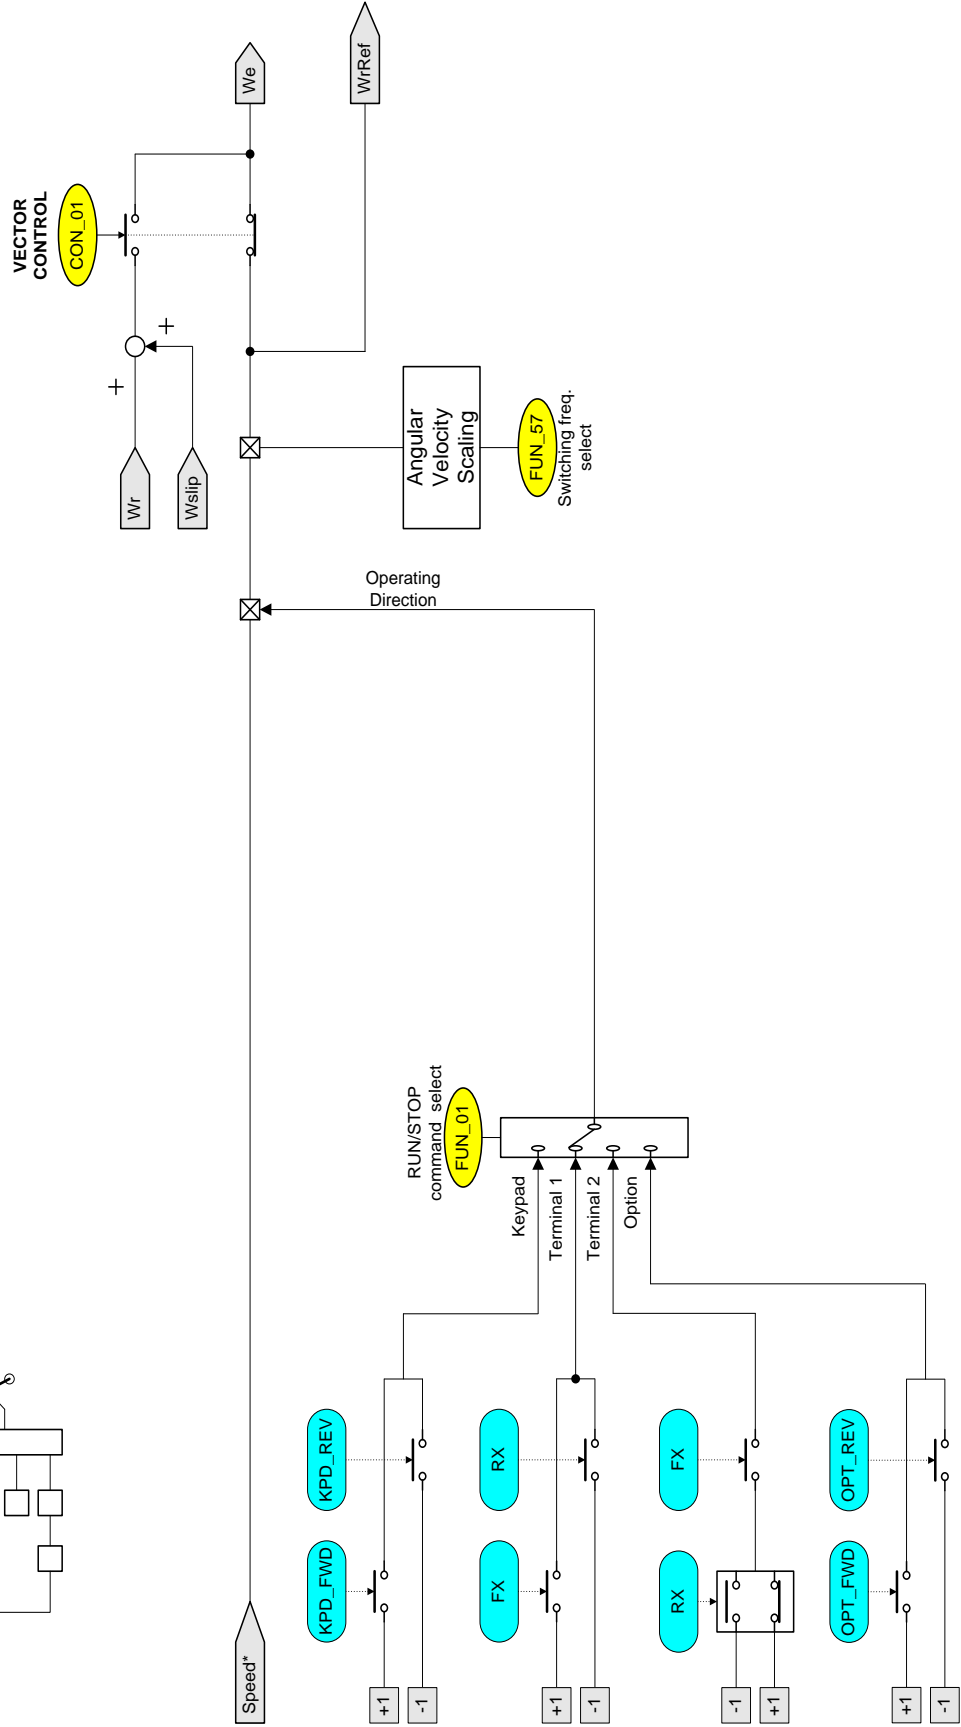 VECTOR
CONTROL
CON_01
We
WrRef
Wr
+
Wslip
+
Angular
Velocity
Scaling
FUN_57
Switching freq.
select
Operating
Direction
Speed*
RUN/STOP
command select
FUN_01
Keypad
Terminal 1
Terminal 2
Option
KPD_FWD
KPD_REV
+1
-1
FX
RX
+1
-1
RX
FX
-1
+1
OPT_FWD
OPT_REV
+1
-1